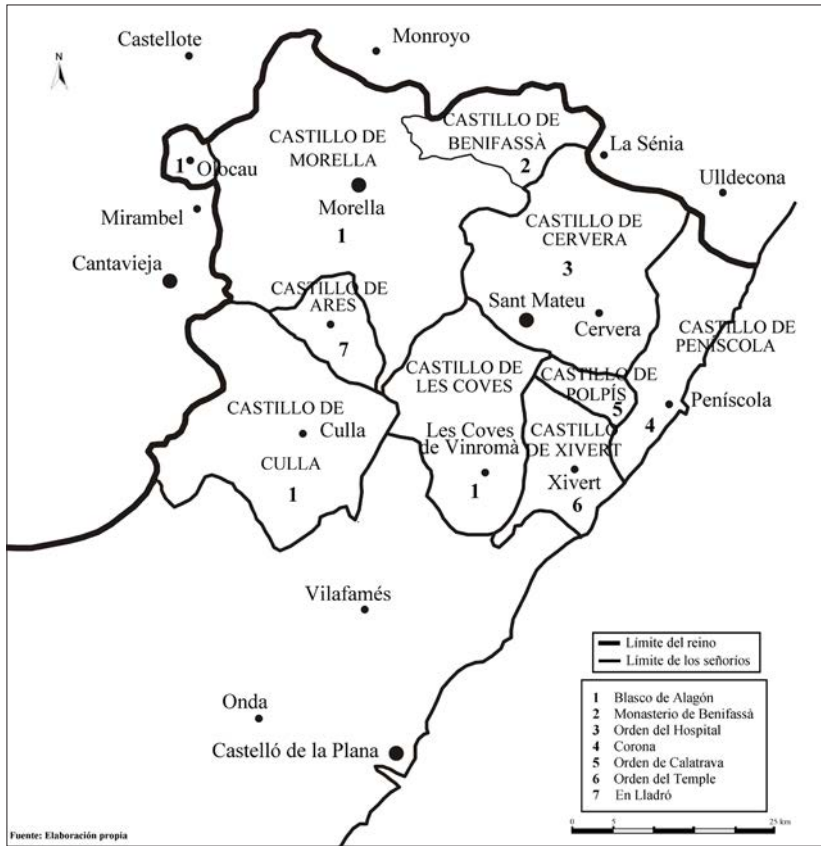 Castellote
Monroyo
N
CASTILLO DE
BENIFASSÀ
2
CASTILLO DE
MORELLA
La Sénia
1
Olocau
Morella
1
Ulldecona
Mirambel
CASTILLO DE
CERVERA
3
Cantavieja
CASTILLO DE
ARES
7
Sant Mateu
Cervera
CASTILLO DE
PENÍSCOLA
CASTILLO DE
LES COVES
CASTILLO DE
POLPÍS
5
Peníscola
4
CASTILLO DE
Culla
CULLA
1
Les Coves
de Vinromà
1
CASTILLO
DE XIVERT
Xivert
6
Vilafamés
Onda
Castelló de la Plana
Límite del reino
Límite de los señoríos
1 Blasco de Alagón
2 Monasterio de Benifassà
3 Orden del Hospital
4 Corona
5 Orden de Calatrava
6 Orden del Temple
7 En Lladró
0 5 25 km
Fuente: Elaboración propia